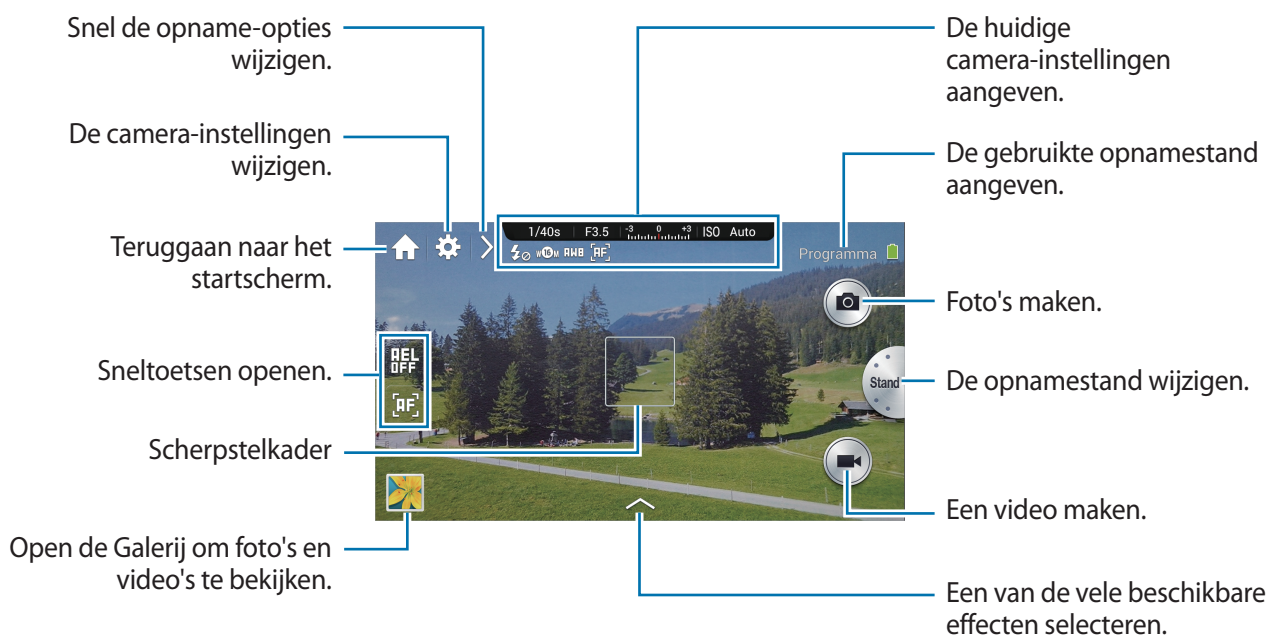 Snel de opname-opties
wijzigen.
De camera-instellingen
wijzigen.
Teruggaan naar het
startscherm.
Sneltoetsen openen.
Scherpstelkader
Open de Galerij om foto's en
video's te bekijken.
1/40s F3.5 -3 0 +3 ISO Auto
W 16 M AWB AF
Programma
AEL
OFF
AF
Stand
De huidige
camera-instellingen
aangeven.
De gebruikte opnamestand
aangeven.
Foto's maken.
De opnamestand wijzigen.
Een video maken.
Een van de vele beschikbare
effecten selecteren.